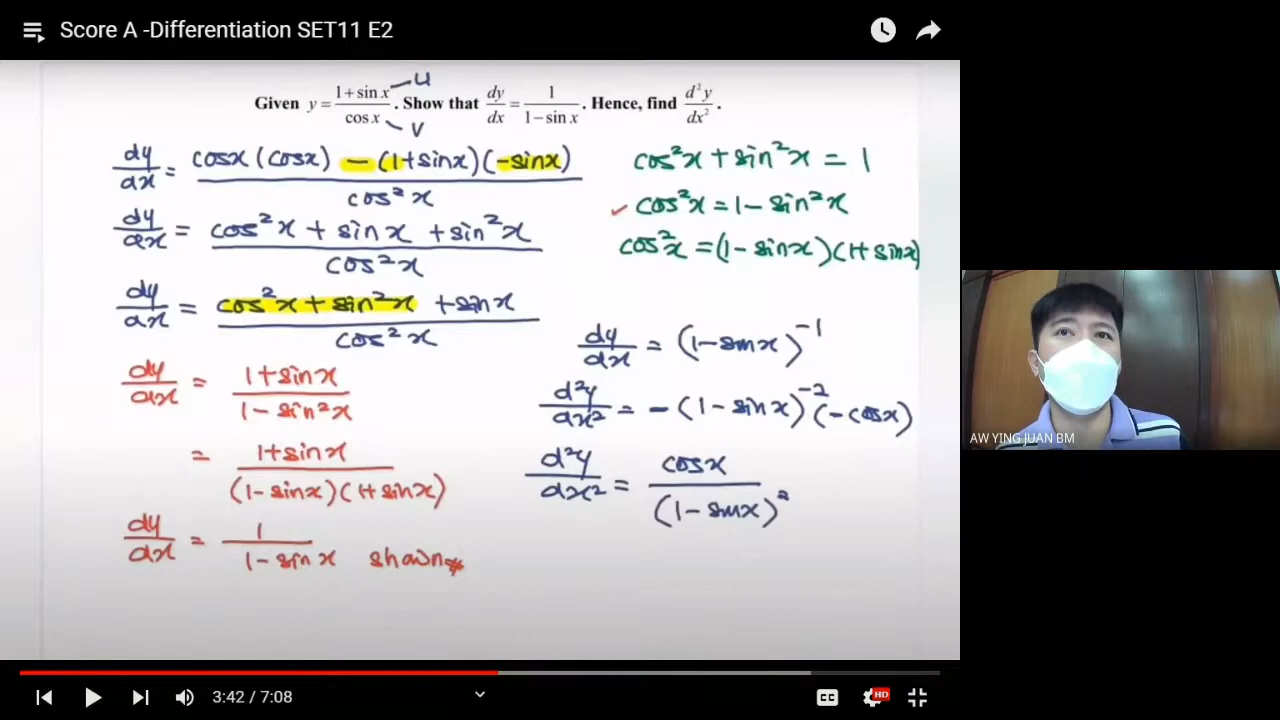 Score A -Differentiation SET11 E2
Given y = (1 + sin x)/(cos x) . Show that dy/dx = 1/(1 − sin x) . Hence, find d²y/dx² .
u
v
dy/dx = (cosx (cosx) − (1+sinx)(-sinx))/(cos²x)
dy/dx = (cos²x + sinx + sin²x)/(cos²x)
dy/dx = (cos²x + sin²x + sinx)/(cos²x)
dy/dx = (1+sinx)/(1 − sin²x)
= (1+sinx)/((1−sinx)(1+sinx))
dy/dx = 1/(1−sinx) shown
cos²x + sin²x = 1
✓ cos²x = 1 − sin²x
cos²x = (1−sinx)(1+sinx)
dy/dx = (1−sinx)⁻¹
d²y/dx² = −(1−sinx)⁻²(−cosx)
d²y/dx² = cosx/(1−sinx)²
AW YING JUAN BM
3:42 / 7:08
CC
HD